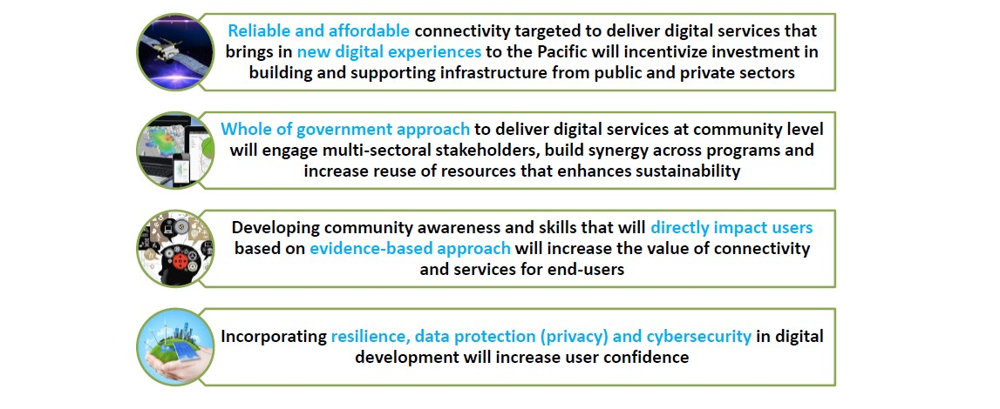 Reliable and affordable connectivity targeted to deliver digital services that
brings in new digital experiences to the Pacific will incentivize investment in
building and supporting infrastructure from public and private sectors
Whole of government approach to deliver digital services at community level
will engage multi-sectoral stakeholders, build synergy across programs and
increase reuse of resources that enhances sustainability
Developing community awareness and skills that will directly impact users
based on evidence-based approach will increase the value of connectivity
and services for end-users
Incorporating resilience, data protection (privacy) and cybersecurity in digital
development will increase user confidence